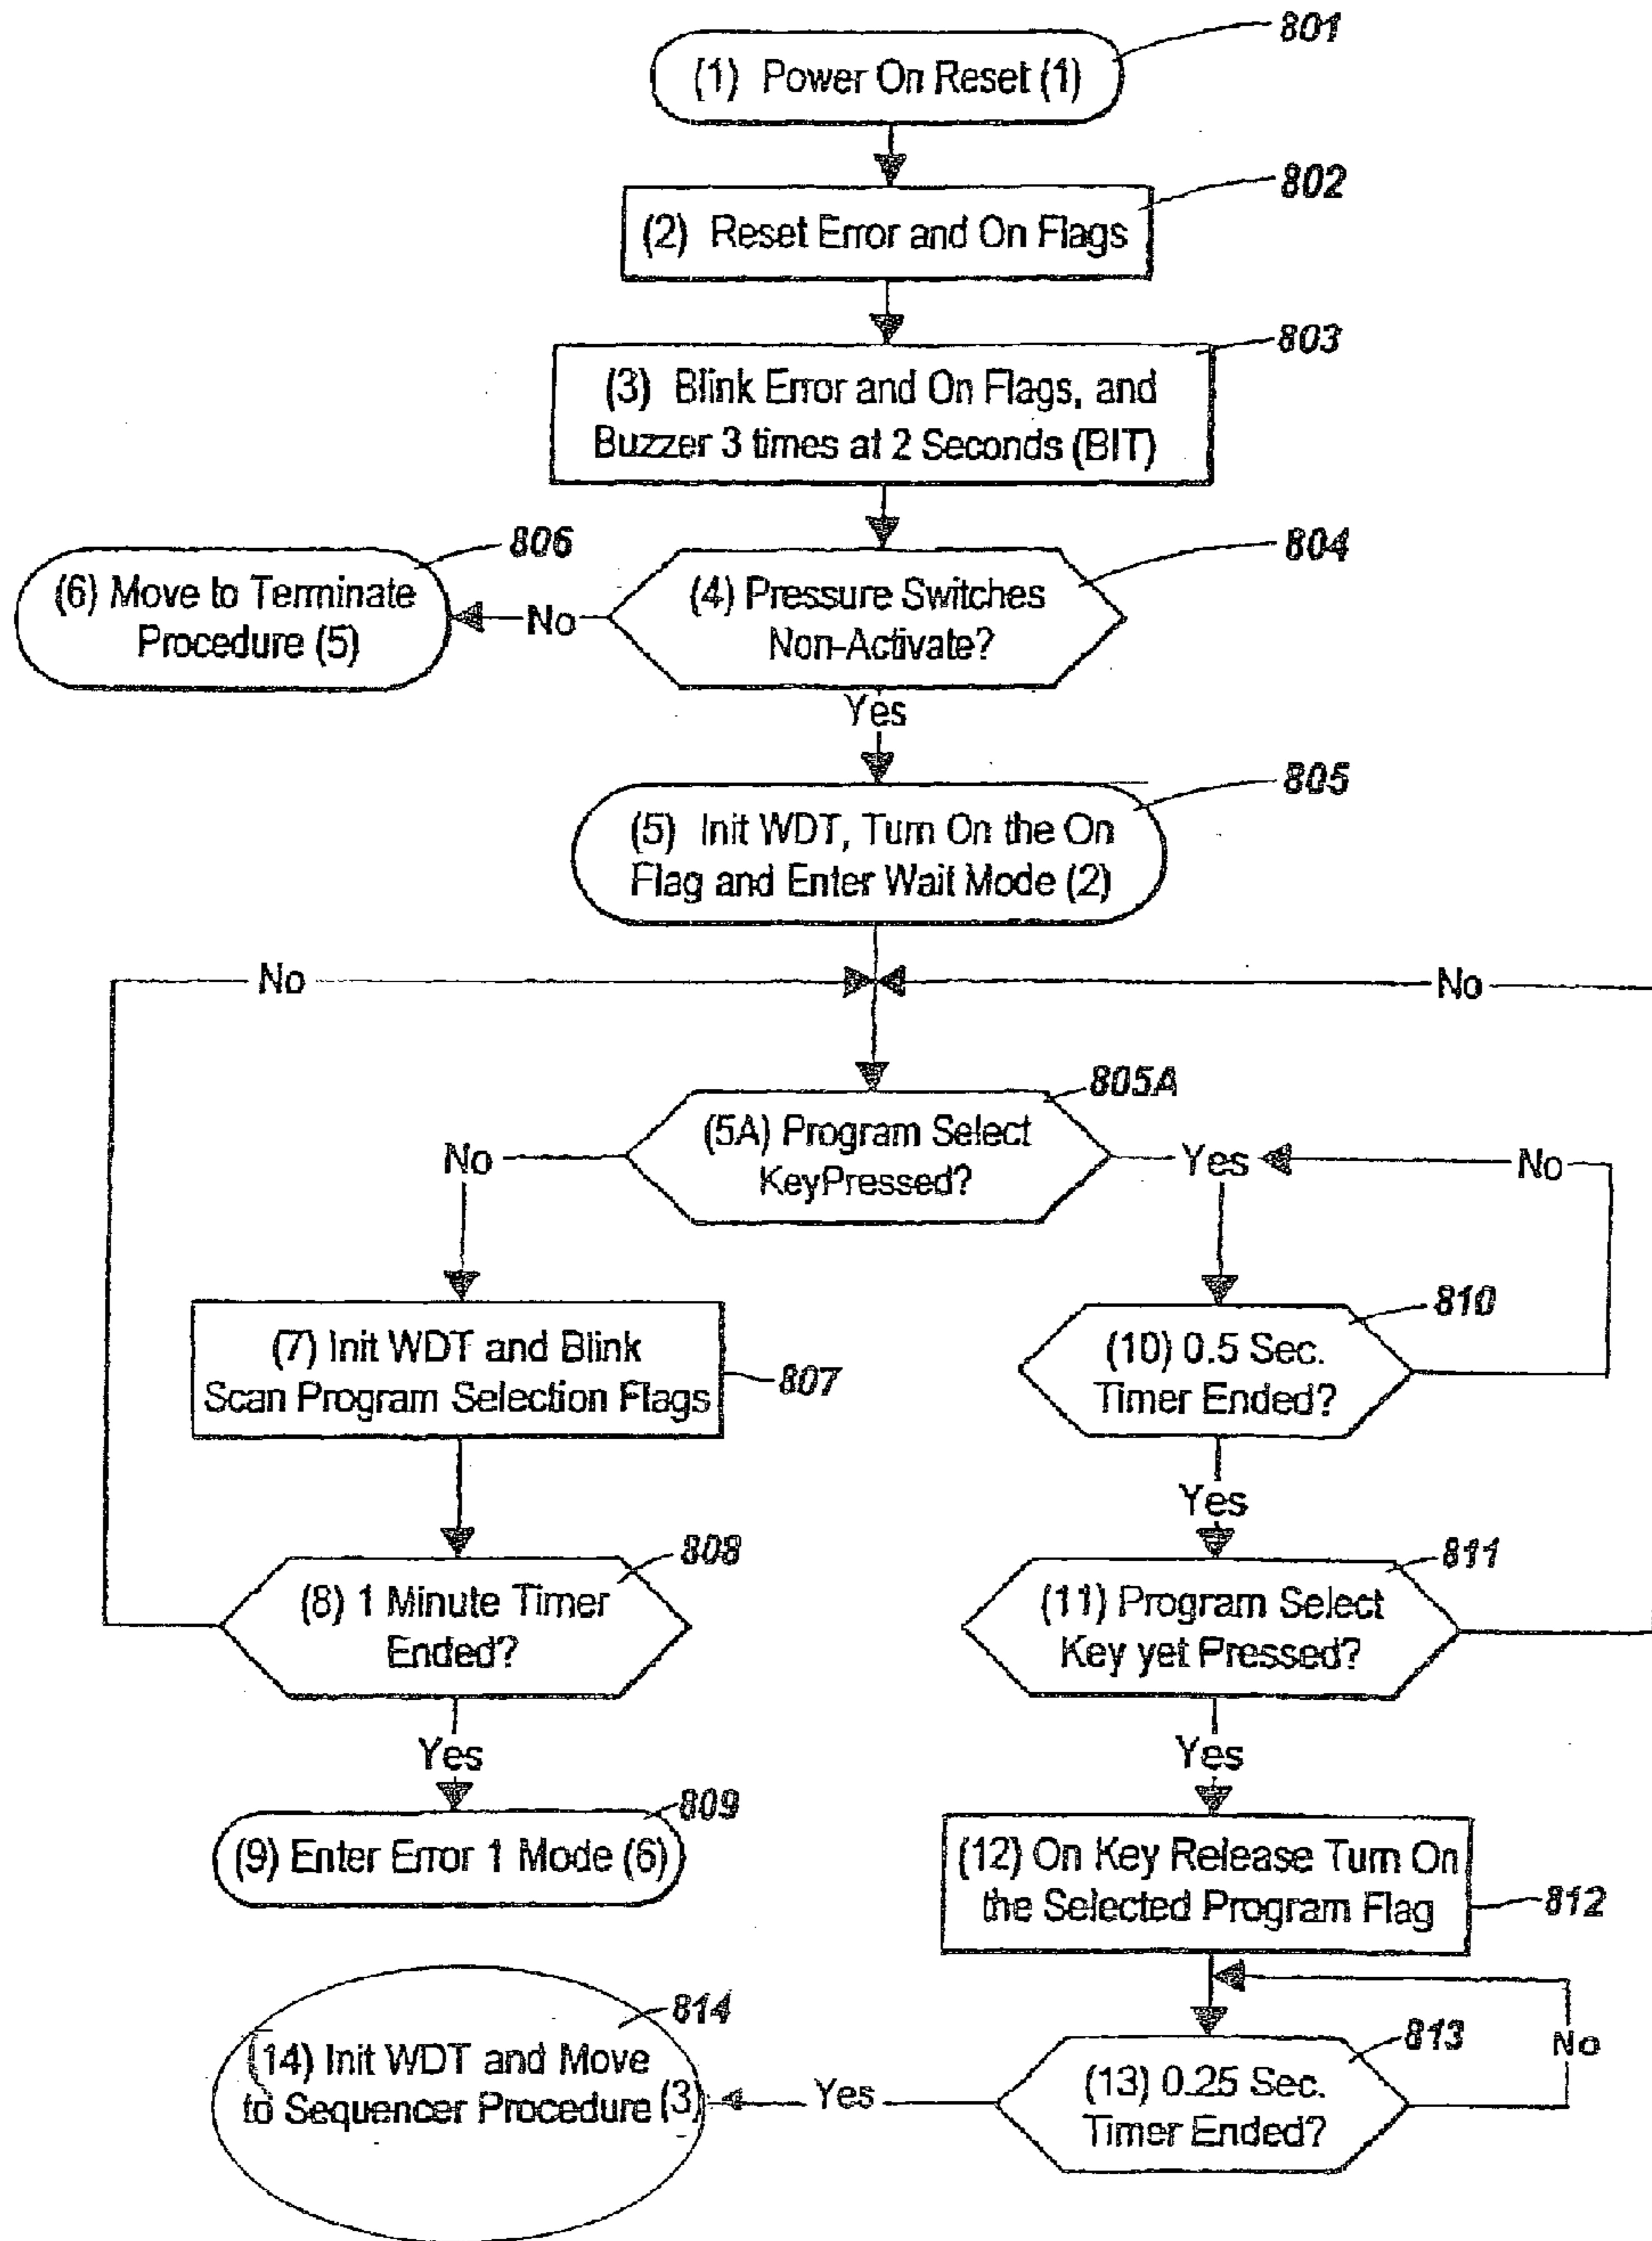 801
(1) Power On Reset (1)
802
(2) Reset Error and On Flags
803
(3) Blink Error and On Flags, and
Buzzer 3 times at 2 Seconds (BIT)
806
804
(6) Move to Terminate
Procedure (5)
No
(4) Pressure Switches
Non-Activate?
Yes
805
(5) Init WDT, Turn On the On
Flag and Enter Wait Mode (2)
No
No
805A
(5A) Program Select
KeyPressed?
No
Yes
No
810
(7) Init WDT and Blink
Scan Program Selection Flags
807
(10) 0.5 Sec.
Timer Ended?
Yes
808
811
(8) 1 Minute Timer
Ended?
(11) Program Select
Key yet Pressed?
Yes
Yes
809
(9) Enter Error 1 Mode (6)
(12) On Key Release Turn On
the Selected Program Flag
812
814
813
No
(14) Init WDT and Move
to Sequencer Procedure (3)
Yes
(13) 0.25 Sec.
Timer Ended?